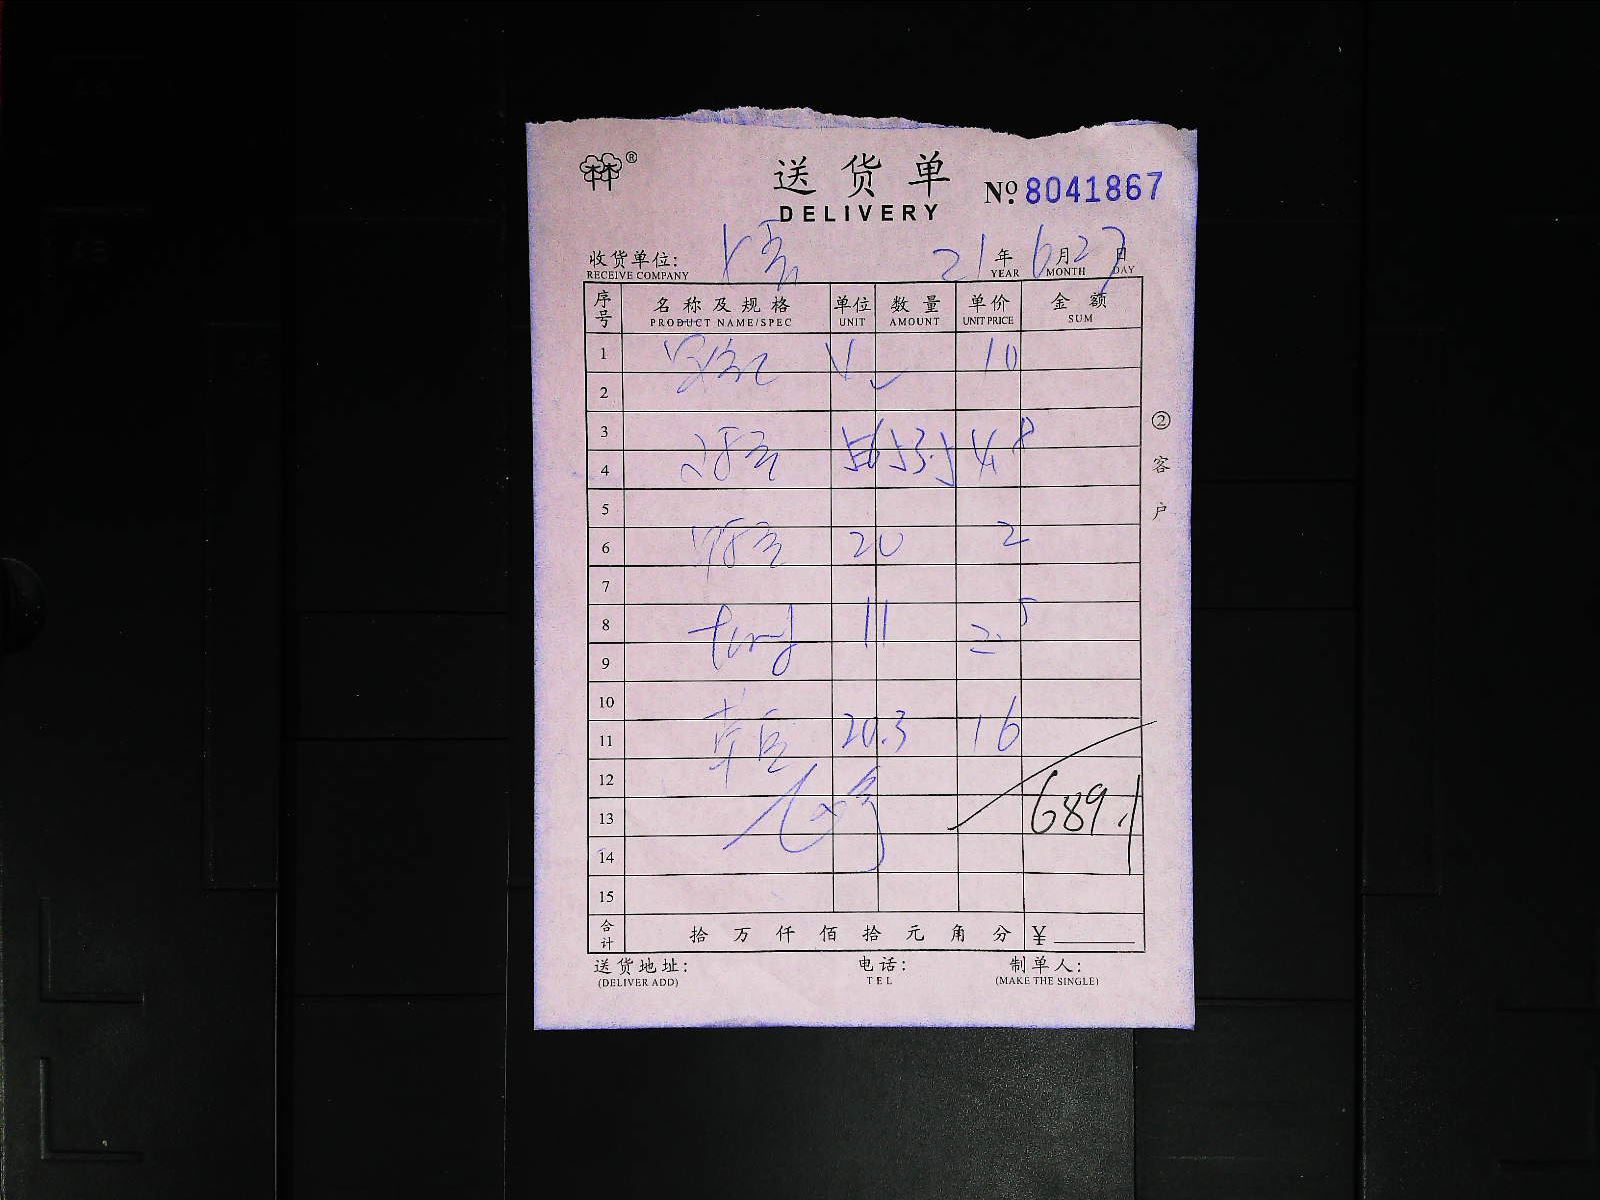 林®
送货单
DELIVERY
№ 8041867
收货单位:
RECEIVE COMPANY
21年 6月 27日
YEAR MONTH DAY
序号 名称及规格 单位 数量 单价 金额
PRODUCT NAME/SPEC UNIT AMOUNT UNIT PRICE SUM
1 10
2
3
4
5
6 20 2
7
8 11 2.5
9
10
11 20.3 16
12
13 689.1
14
15
合计 拾 万 仟 佰 拾 元 角 分 ¥
送货地址: 电话: 制单人:
(DELIVER ADD) TEL (MAKE THE SINGLE)
②客户